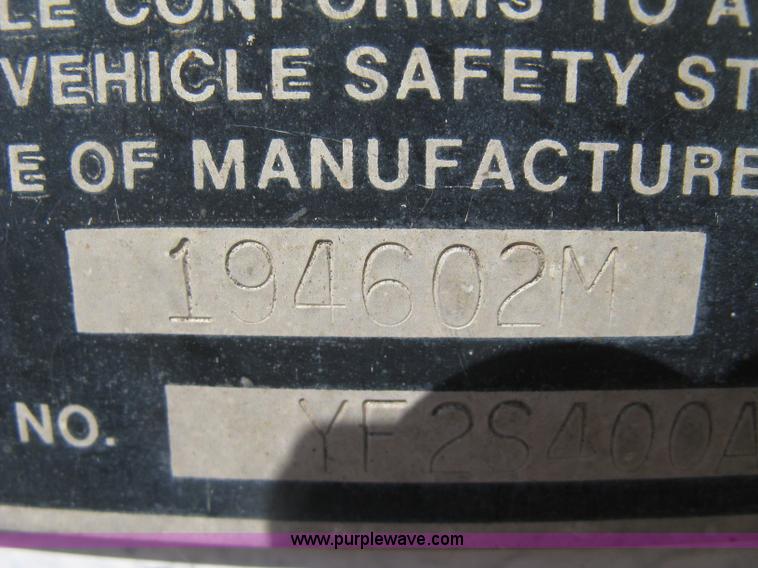 LE CONFORMS TO A
VEHICLE SAFETY ST
E OF MANUFACTURE
194602M
NO. YF2S400A
www.purplewave.com